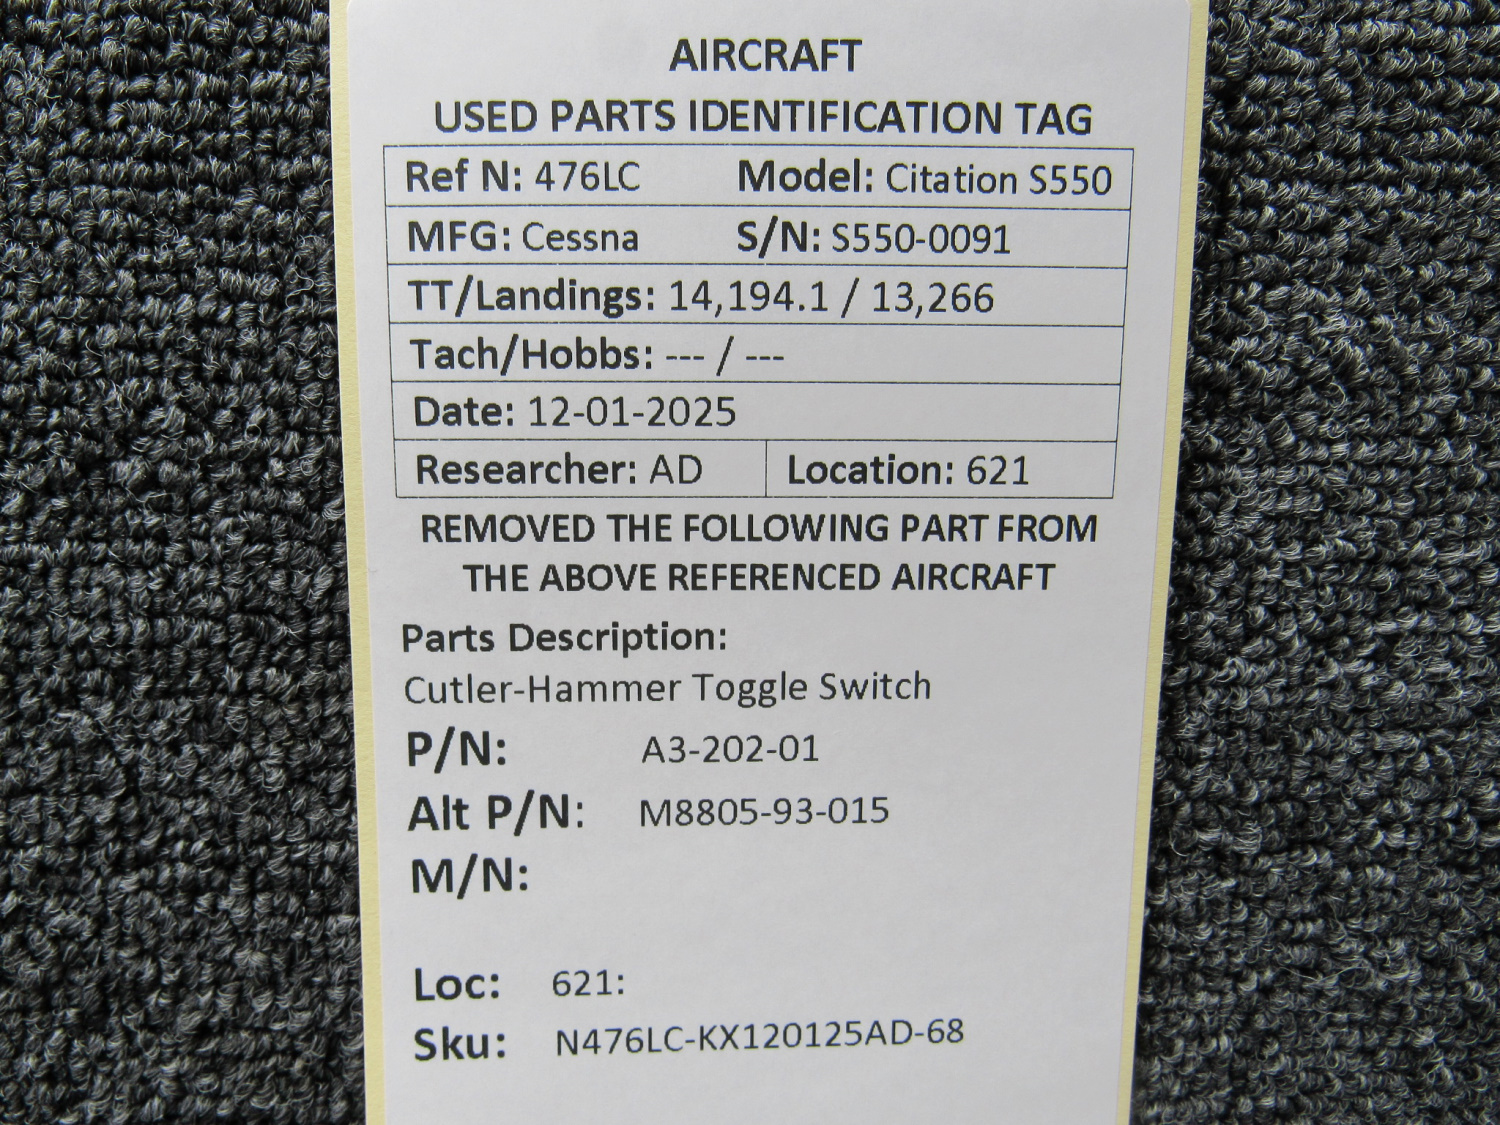 AIRCRAFT
USED PARTS IDENTIFICATION TAG
Ref N: 476LC Model: Citation S550
MFG: Cessna S/N: S550-0091
TT/Landings: 14,194.1 / 13,266
Tach/Hobbs: --- / ---
Date: 12-01-2025
Researcher: AD Location: 621
REMOVED THE FOLLOWING PART FROM
THE ABOVE REFERENCED AIRCRAFT
Parts Description:
Cutler-Hammer Toggle Switch
P/N: A3-202-01
Alt P/N: M8805-93-015
M/N:
Loc: 621:
Sku: N476LC-KX120125AD-68